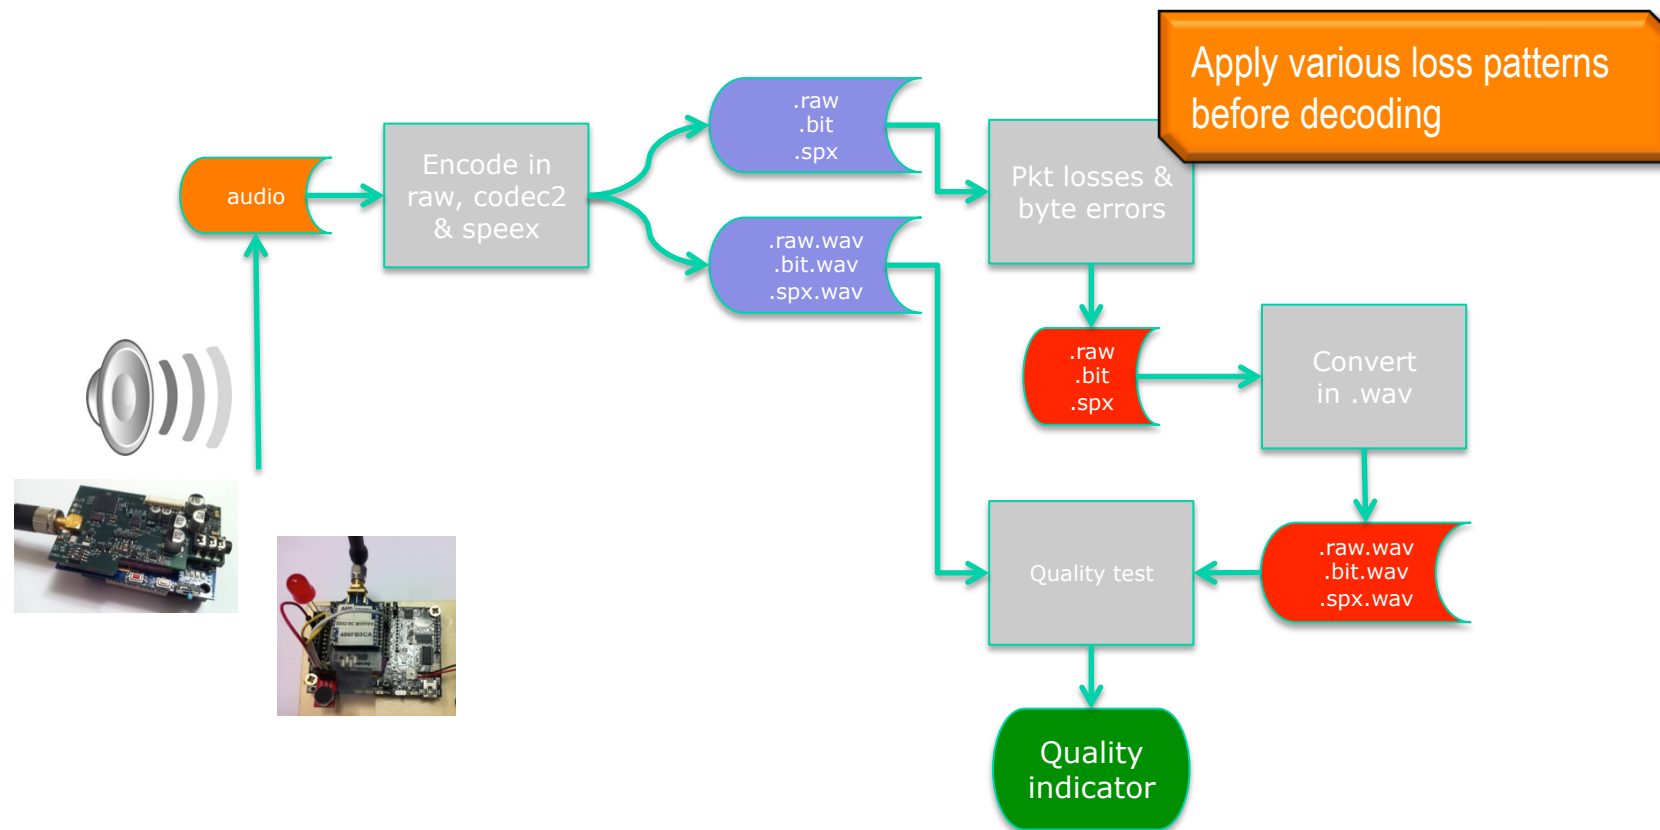 Apply various loss patterns
before decoding
audio
Encode in
raw, codec2
& speex
.raw
.bit
.spx
.raw.wav
.bit.wav
.spx.wav
Pkt losses &
byte errors
.raw
.bit
.spx
Convert
in .wav
.raw.wav
.bit.wav
.spx.wav
Quality test
Quality
indicator
406FB3CA